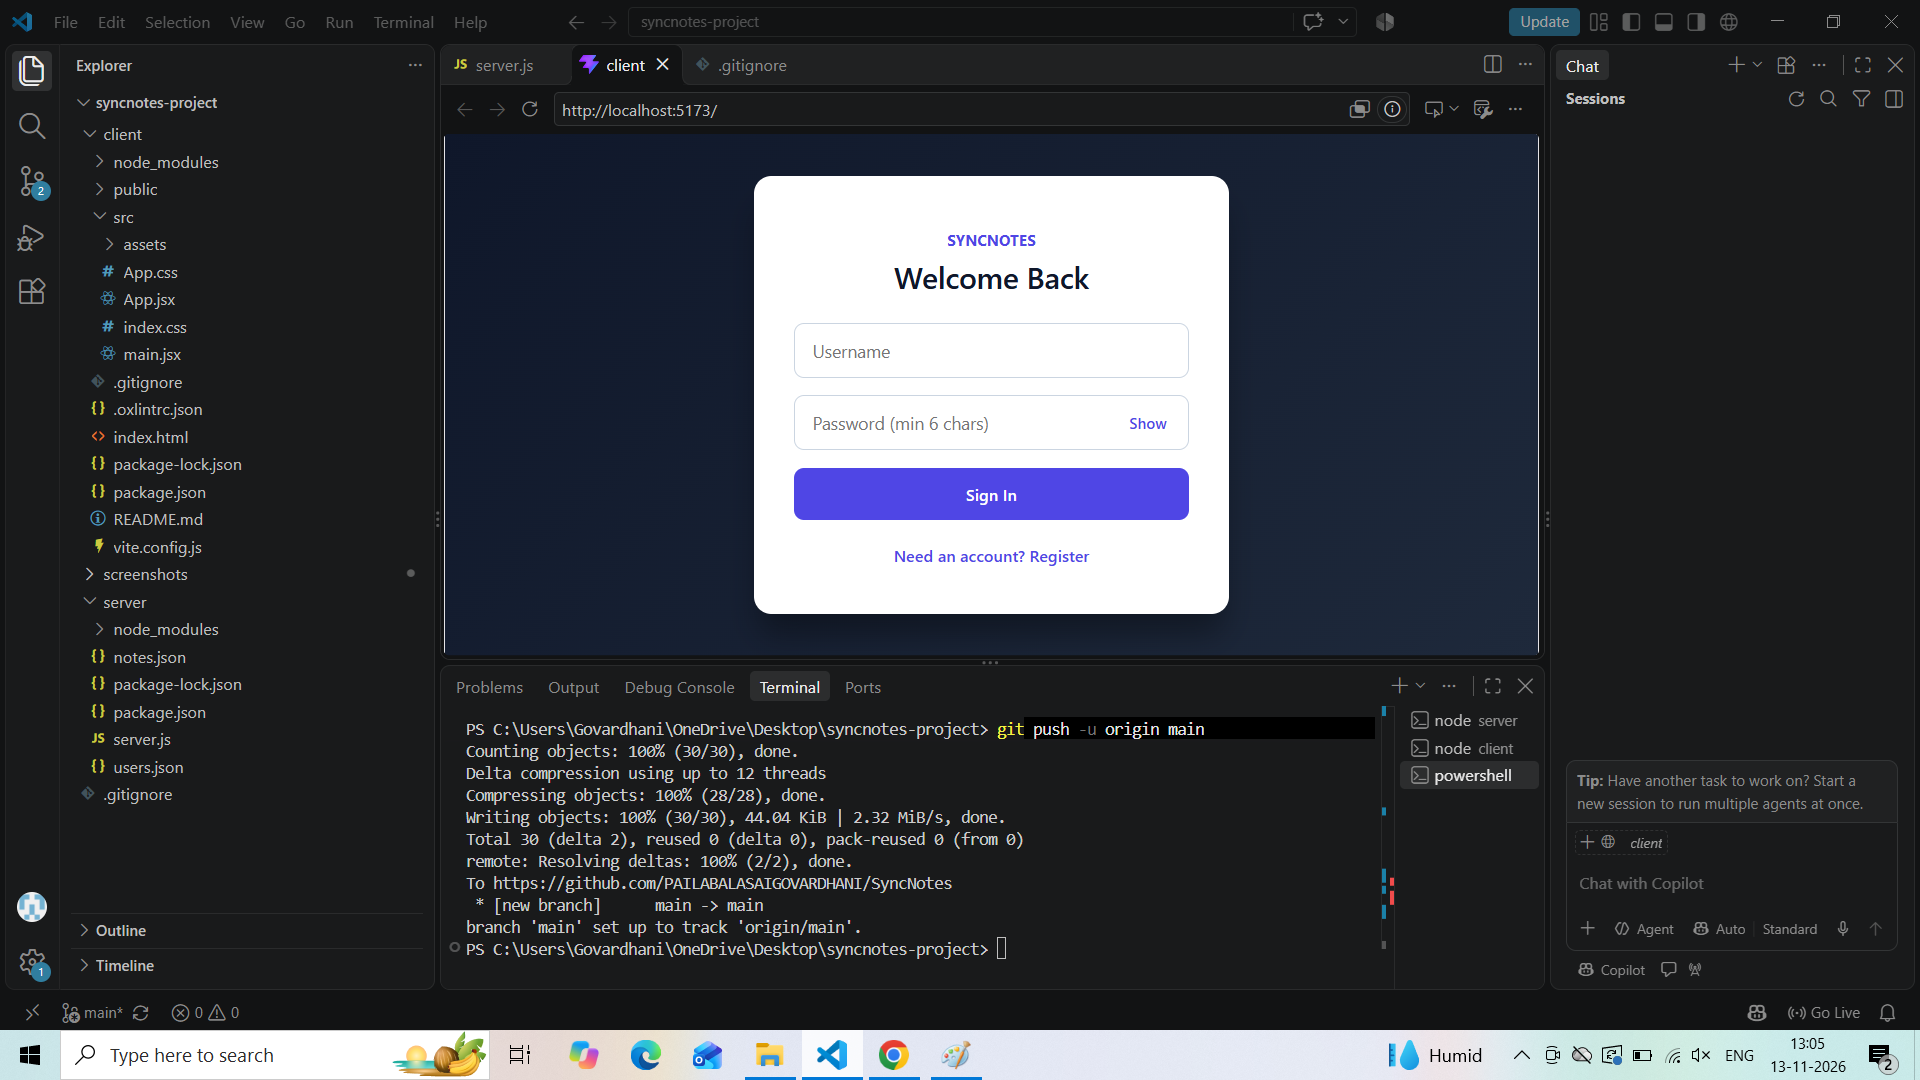 File Edit Selection View Go Run Terminal Help
syncnotes-project
Update
Explorer
syncnotes-project
client
node_modules
public
src
assets
# App.css
App.jsx
# index.css
main.jsx
.gitignore
{} .oxlintrc.json
<> index.html
{} package-lock.json
{} package.json
README.md
vite.config.js
screenshots
server
node_modules
{} notes.json
{} package-lock.json
{} package.json
JS server.js
{} users.json
.gitignore
Outline
Timeline
2
1
JS server.js
client
.gitignore
http://localhost:5173/
SYNCNOTES
Welcome Back
Username
Password (min 6 chars)
Show
Sign In
Need an account? Register
Problems Output Debug Console Terminal Ports
PS C:\Users\Govardhani\OneDrive\Desktop\syncnotes-project> git push -u origin main
Counting objects: 100% (30/30), done.
Delta compression using up to 12 threads
Compressing objects: 100% (28/28), done.
Writing objects: 100% (30/30), 44.04 KiB | 2.32 MiB/s, done.
Total 30 (delta 2), reused 0 (delta 0), pack-reused 0 (from 0)
remote: Resolving deltas: 100% (2/2), done.
To https://github.com/PAILABALASAIGOVARDHANI/SyncNotes
* [new branch] main -> main
branch 'main' set up to track 'origin/main'.
PS C:\Users\Govardhani\OneDrive\Desktop\syncnotes-project>
node server
node client
powershell
Chat
Sessions
Tip: Have another task to work on? Start a
new session to run multiple agents at once.
client
Chat with Copilot
Agent
Auto
Standard
Copilot
main*
0 0
Go Live
Type here to search
Humid
ENG
13:05
13-11-2026
2